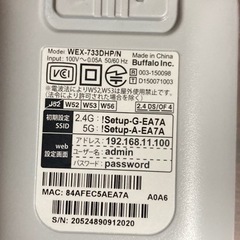 Model: WEX-733DHP/N
Input: 100V～0.05A 50/60 Hz
Made in China
Buffalo Inc.
VCI
R 003-150098
T D150071003
※電波法によりW52、W53は屋外使用禁止です
J52 W52 W53 W56
2.4 DS/OF 4
初期設定 SSID
2.4G : !Setup-G-EA7A
5G : !Setup-A-EA7A
web 設定画面
アドレス : 192.168.11.100
ユーザー名 : admin
パスワード : password
MAC: 84AFEC5AEA7A
A0A6
S/N: 20524890912020